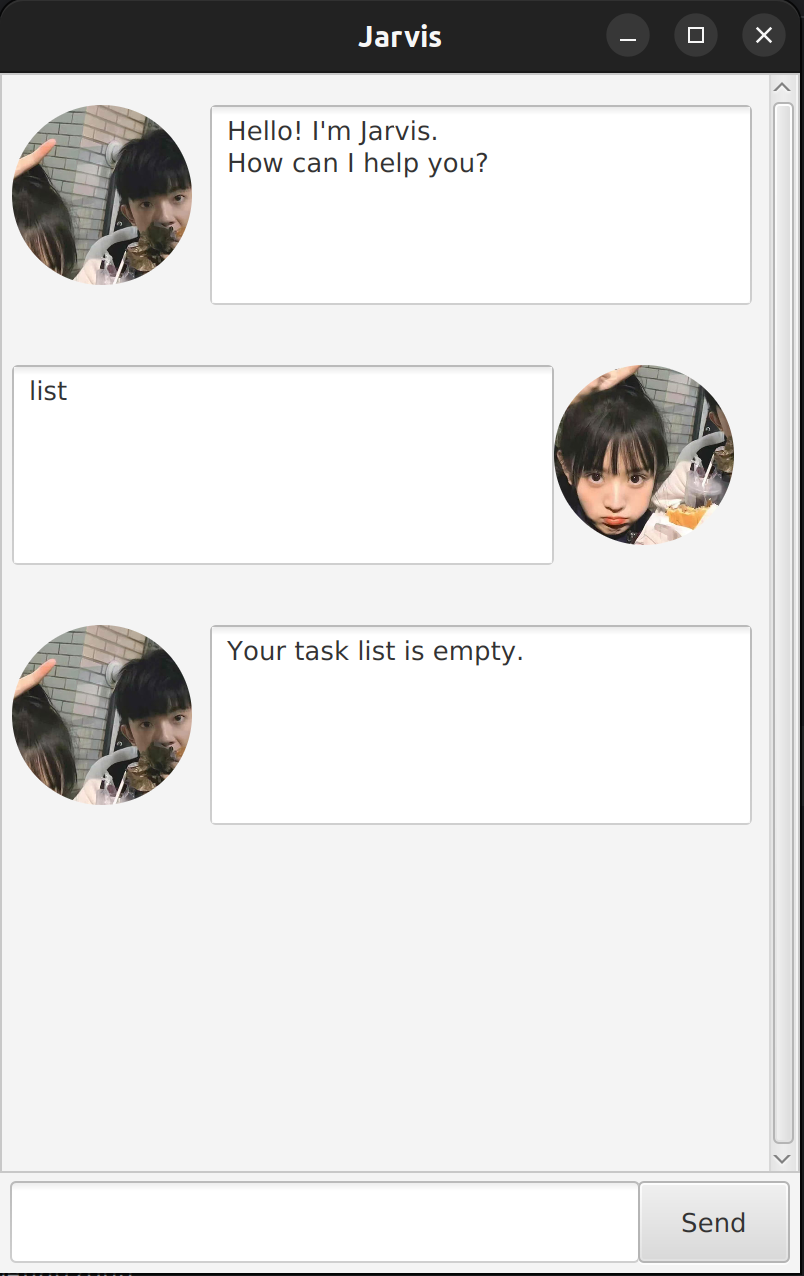 Jarvis
Hello! I'm Jarvis.
How can I help you?
list
Your task list is empty.
Send